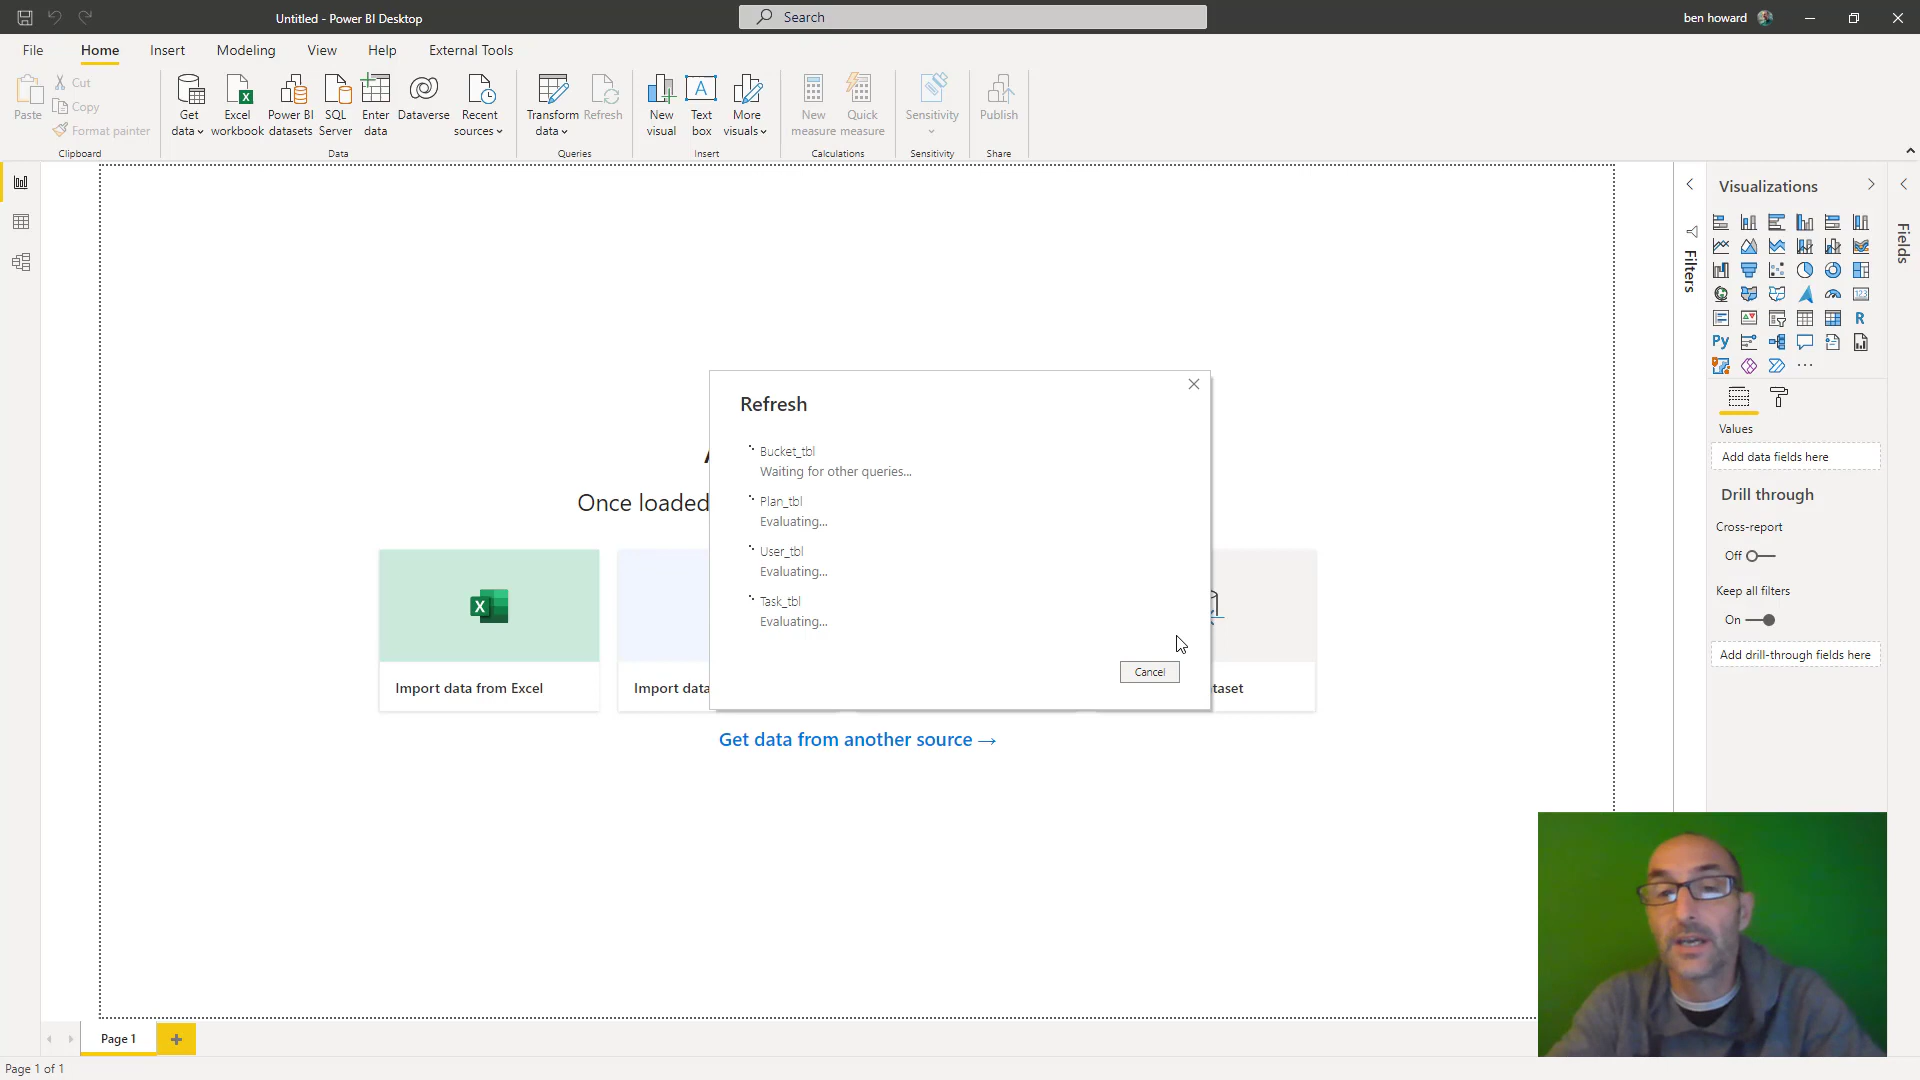 Untitled - Power BI Desktop
Search
ben howard
File
Home
Insert
Modeling
View
Help
External Tools
Paste
Cut
Copy
Format painter
Clipboard
Get data
Excel workbook
Power BI datasets
SQL Server
Enter data
Dataverse
Recent sources
Data
Transform data
Refresh
Queries
New visual
Text box
More visuals
Insert
New measure
Quick measure
Calculations
Sensitivity
Sensitivity
Publish
Share
Once loaded
Import data from Excel
Import data
taset
Get data from another source →
Refresh
Bucket_tbl
Waiting for other queries...
Plan_tbl
Evaluating...
User_tbl
Evaluating...
Task_tbl
Evaluating...
Cancel
Filters
Visualizations
Fields
R
Py
123
Values
Add data fields here
Drill through
Cross-report
Off
Keep all filters
On
Add drill-through fields here
Page 1
Page 1 of 1